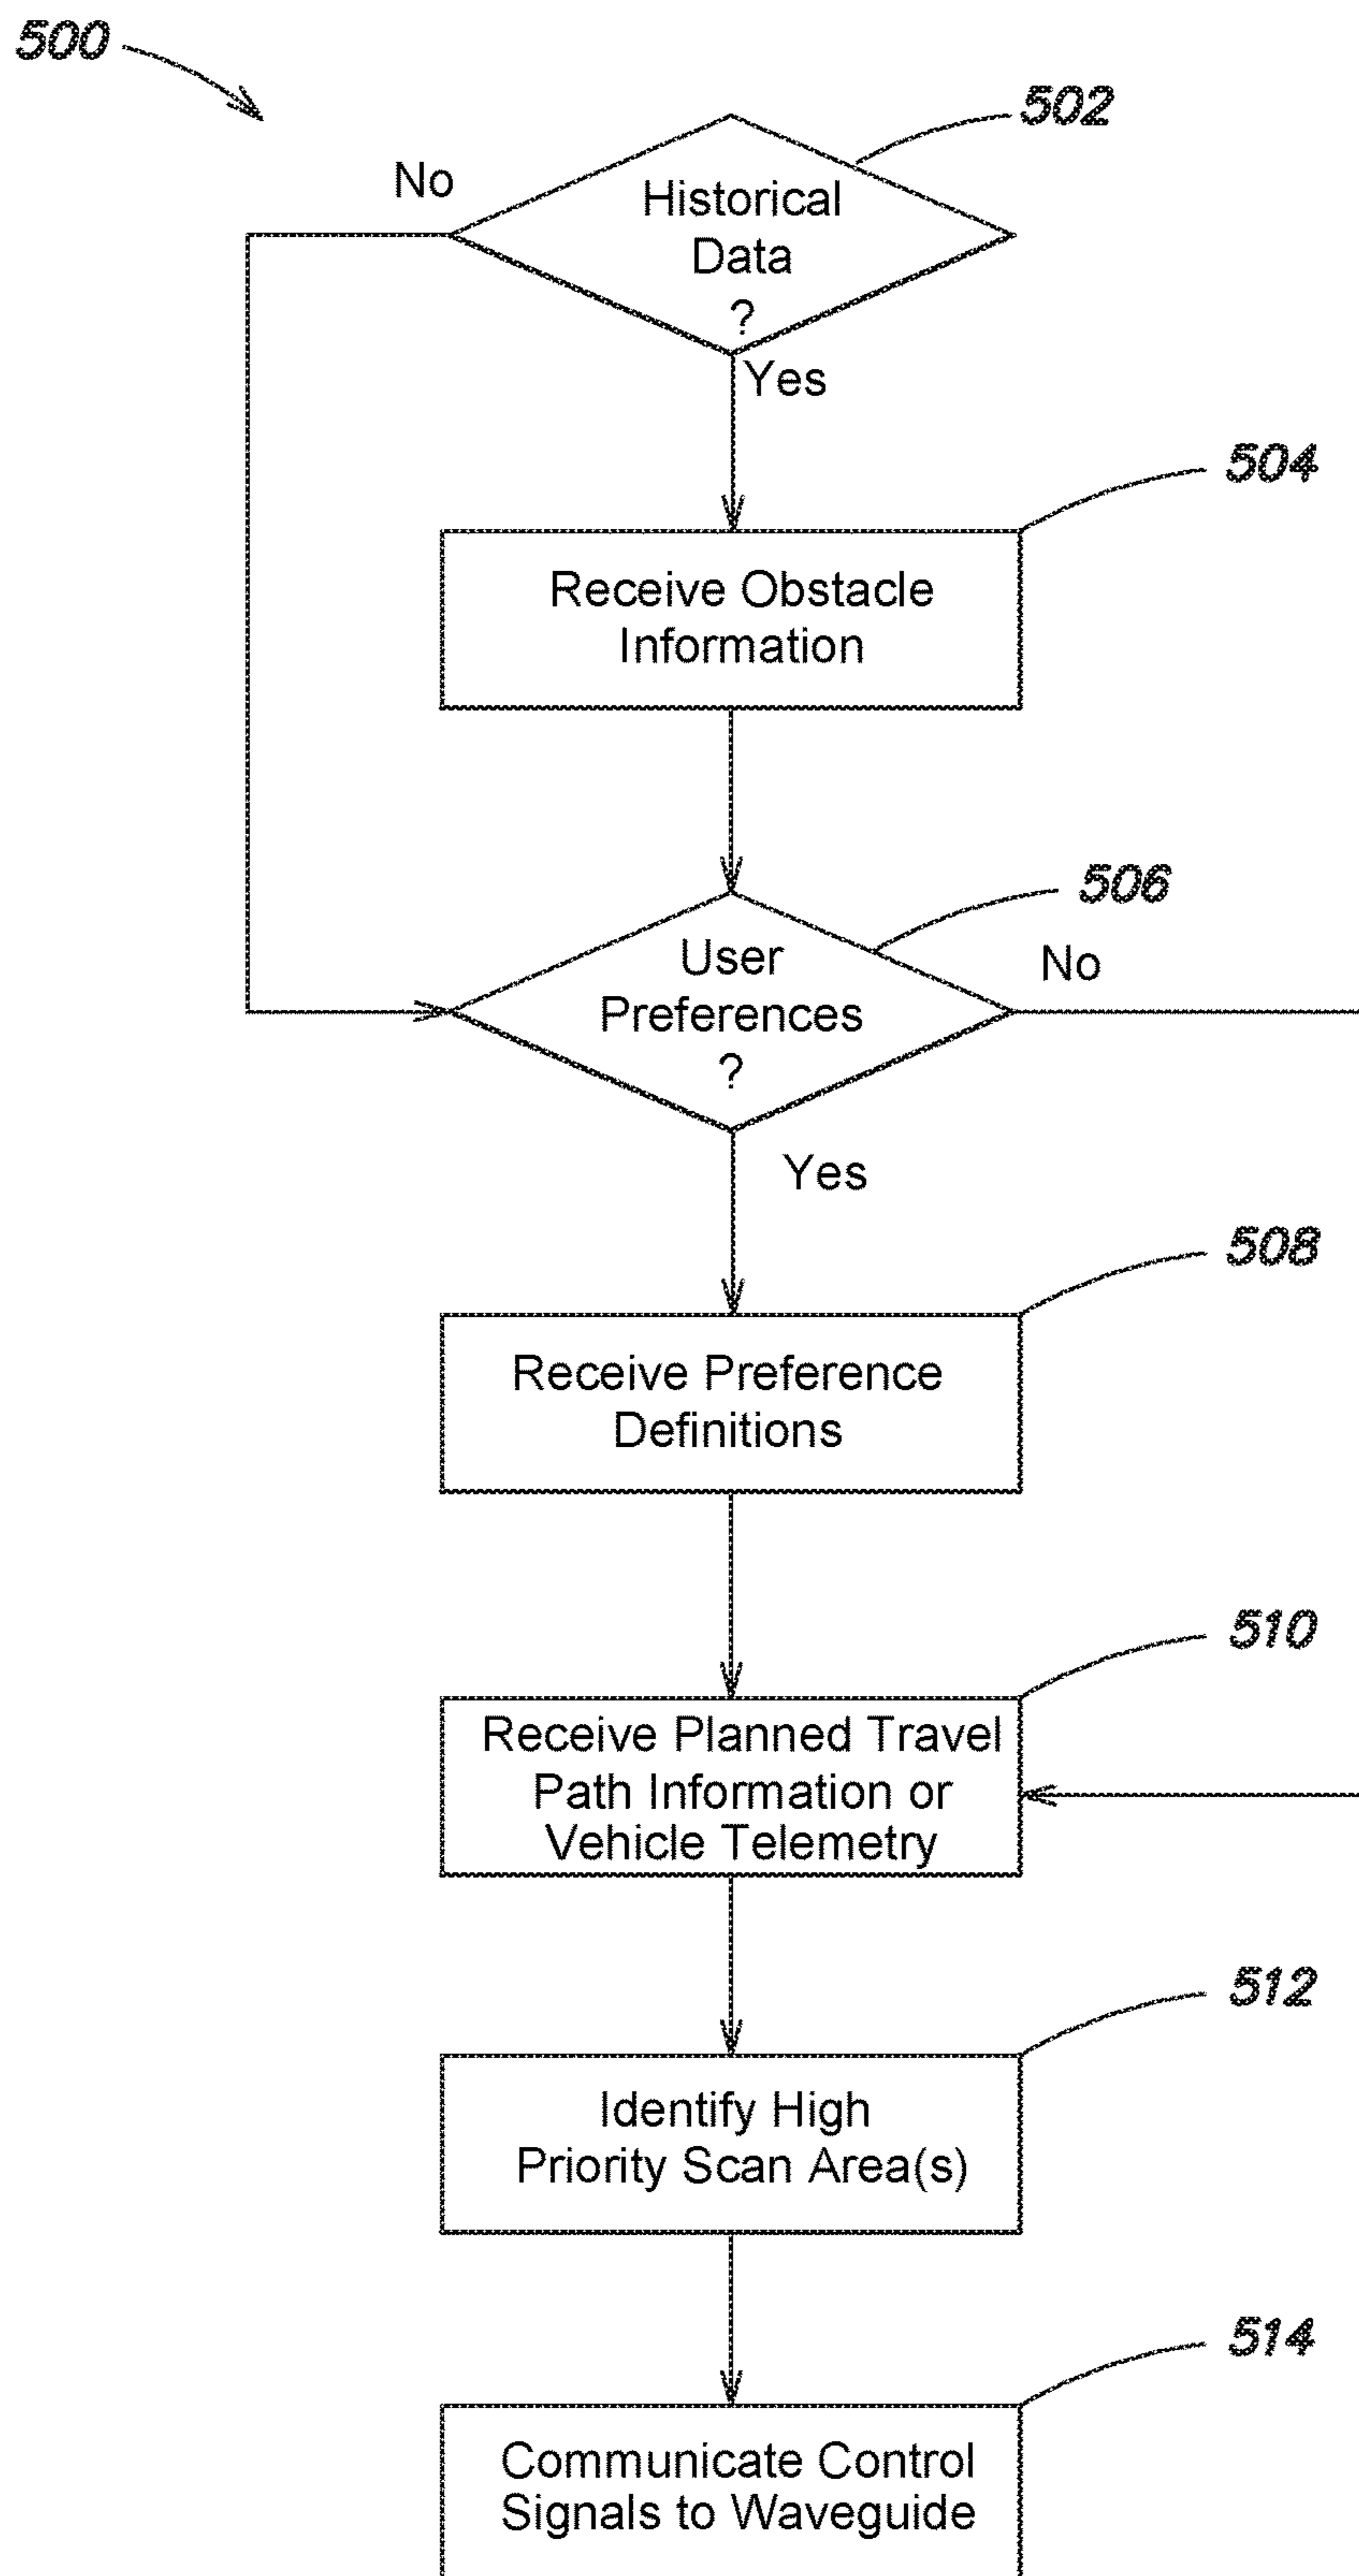 500
502
No
Historical
Data
?
Yes
504
Receive Obstacle
Information
506
User
Preferences
?
No
Yes
508
Receive Preference
Definitions
510
Receive Planned Travel
Path Information or
Vehicle Telemetry
512
Identify High
Priority Scan Area(s)
514
Communicate Control
Signals to Waveguide